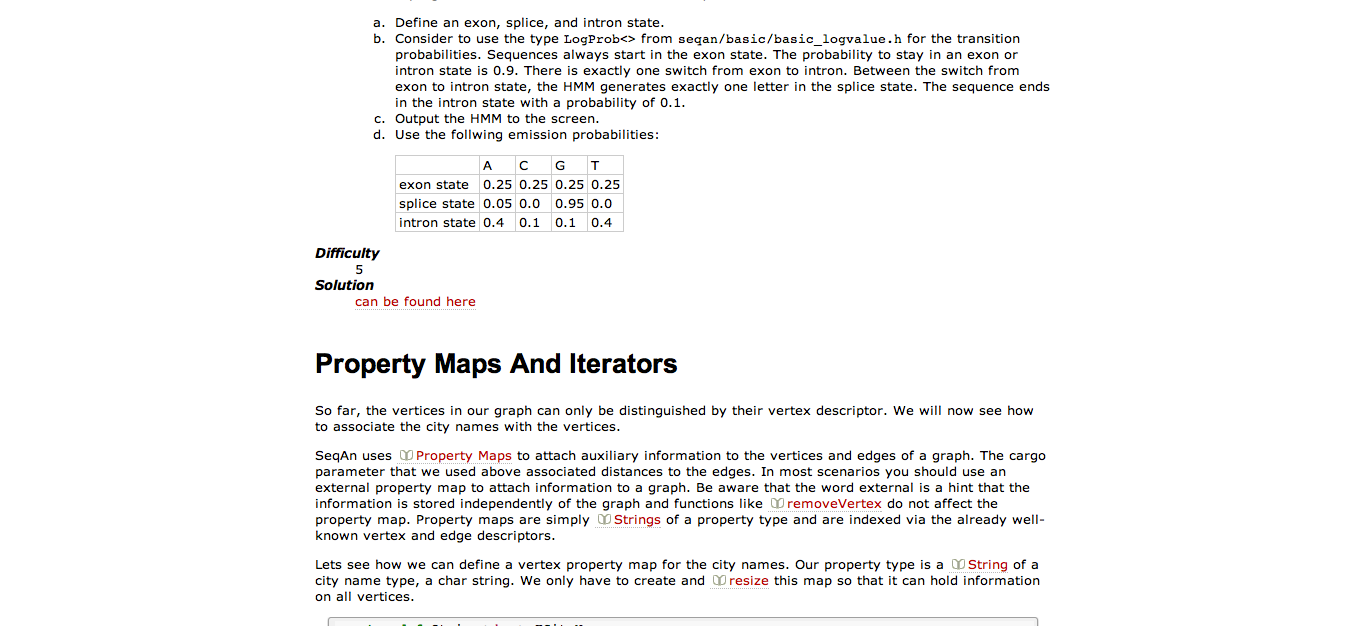 a. Define an exon, splice, and intron state.
b. Consider to use the type LogProb<> from seqan/basic/basic_logvalue.h for the transition
probabilities. Sequences always start in the exon state. The probability to stay in an exon or
intron state is 0.9. There is exactly one switch from exon to intron. Between the switch from
exon to intron state, the HMM generates exactly one letter in the splice state. The sequence ends
in the intron state with a probability of 0.1.
c. Output the HMM to the screen.
d. Use the follwing emission probabilities:
A C G T
exon state 0.25 0.25 0.25 0.25
splice state 0.05 0.0 0.95 0.0
intron state 0.4 0.1 0.1 0.4
Difficulty
5
Solution
can be found here
Property Maps And Iterators
So far, the vertices in our graph can only be distinguished by their vertex descriptor. We will now see how
to associate the city names with the vertices.
SeqAn uses Property Maps to attach auxiliary information to the vertices and edges of a graph. The cargo
parameter that we used above associated distances to the edges. In most scenarios you should use an
external property map to attach information to a graph. Be aware that the word external is a hint that the
information is stored independently of the graph and functions like removeVertex do not affect the
property map. Property maps are simply Strings of a property type and are indexed via the already well-
known vertex and edge descriptors.
Lets see how we can define a vertex property map for the city names. Our property type is a String of a
city name type, a char string. We only have to create and resize this map so that it can hold information
on all vertices.